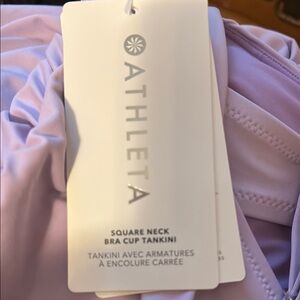 ATHLETA
SQUARE NECK
BRA CUP TANKINI
TANKINI AVEC ARMATURES
À ENCOLURE CARRÉE